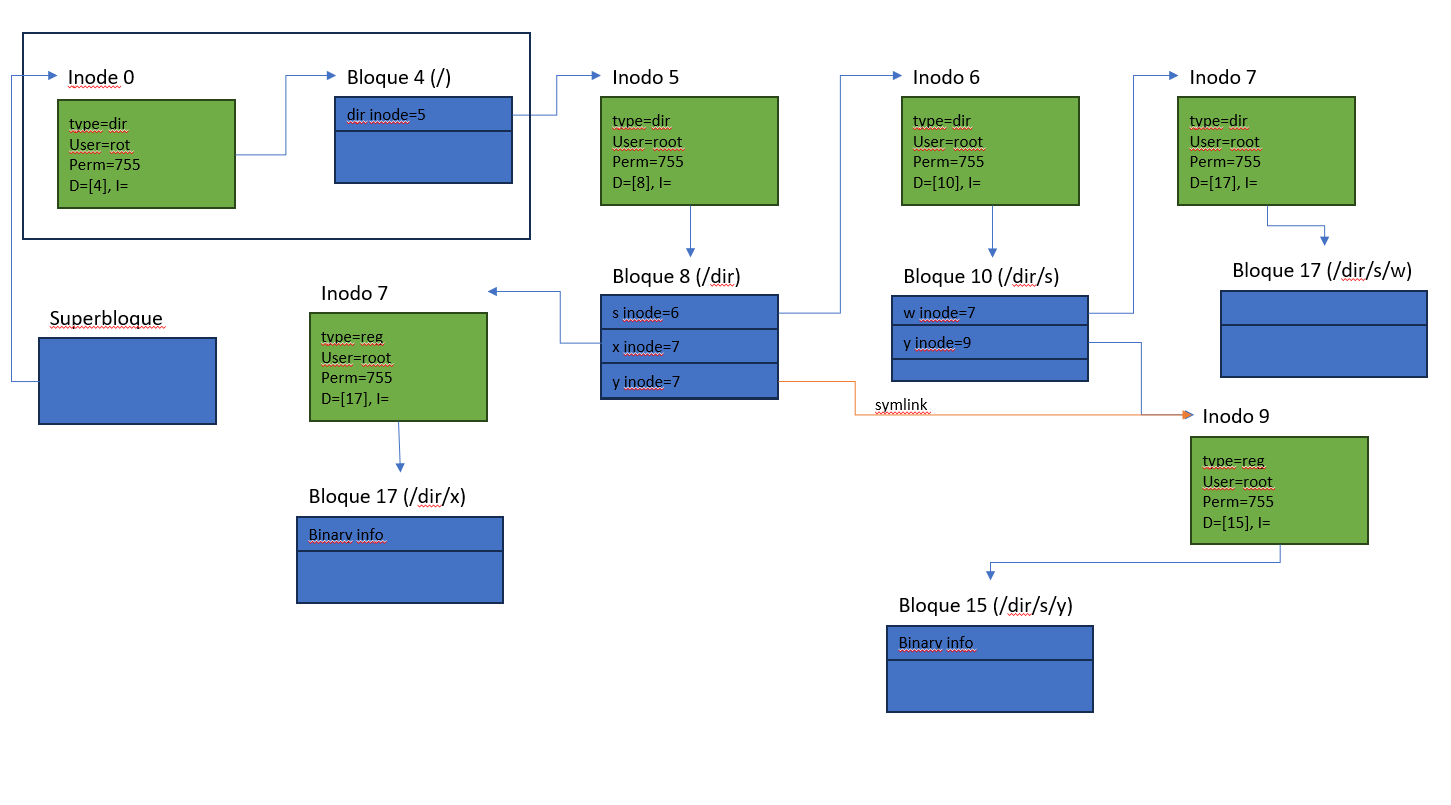 Inode 0
type=dir
User=rot
Perm=755
D=[4], I=
Bloque 4 (/)
dir inode=5
Inodo 5
type=dir
User=root
Perm=755
D=[8], I=
Inodo 6
type=dir
User=root
Perm=755
D=[10], I=
Inodo 7
type=dir
User=root
Perm=755
D=[17], I=
Superbloque
Inodo 7
type=reg
User=root
Perm=755
D=[17], I=
Bloque 8 (/dir)
s inode=6
x inode=7
y inode=7
Bloque 10 (/dir/s)
w inode=7
y inode=9
Bloque 17 (/dir/s/w)
symlink
Inodo 9
type=reg
User=root
Perm=755
D=[15], I=
Bloque 17 (/dir/x)
Binary info
Bloque 15 (/dir/s/y)
Binary info